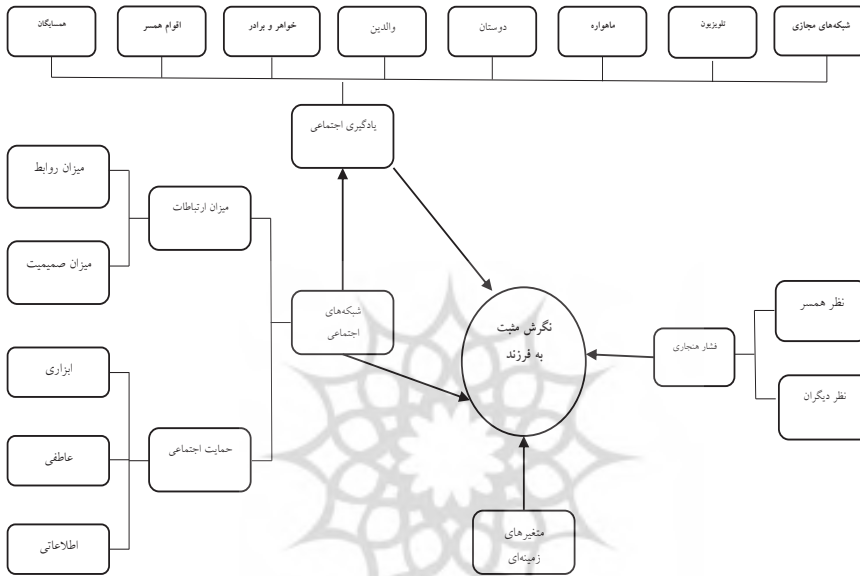 شبکه‌های مجازی
تلویزیون
ماهواره
دوستان
والدین
خواهر و برادر
اقوام همسر
همسایگان
یادگیری اجتماعی
میزان روابط
میزان ارتباطات
میزان صمیمیت
شبکه‌های
اجتماعی
نگرش مثبت
به فرزند
نظر همسر
فشار هنجاری
نظر دیگران
ابزاری
حمایت اجتماعی
عاطفی
اطلاعاتی
متغیرهای
زمینه‌ای